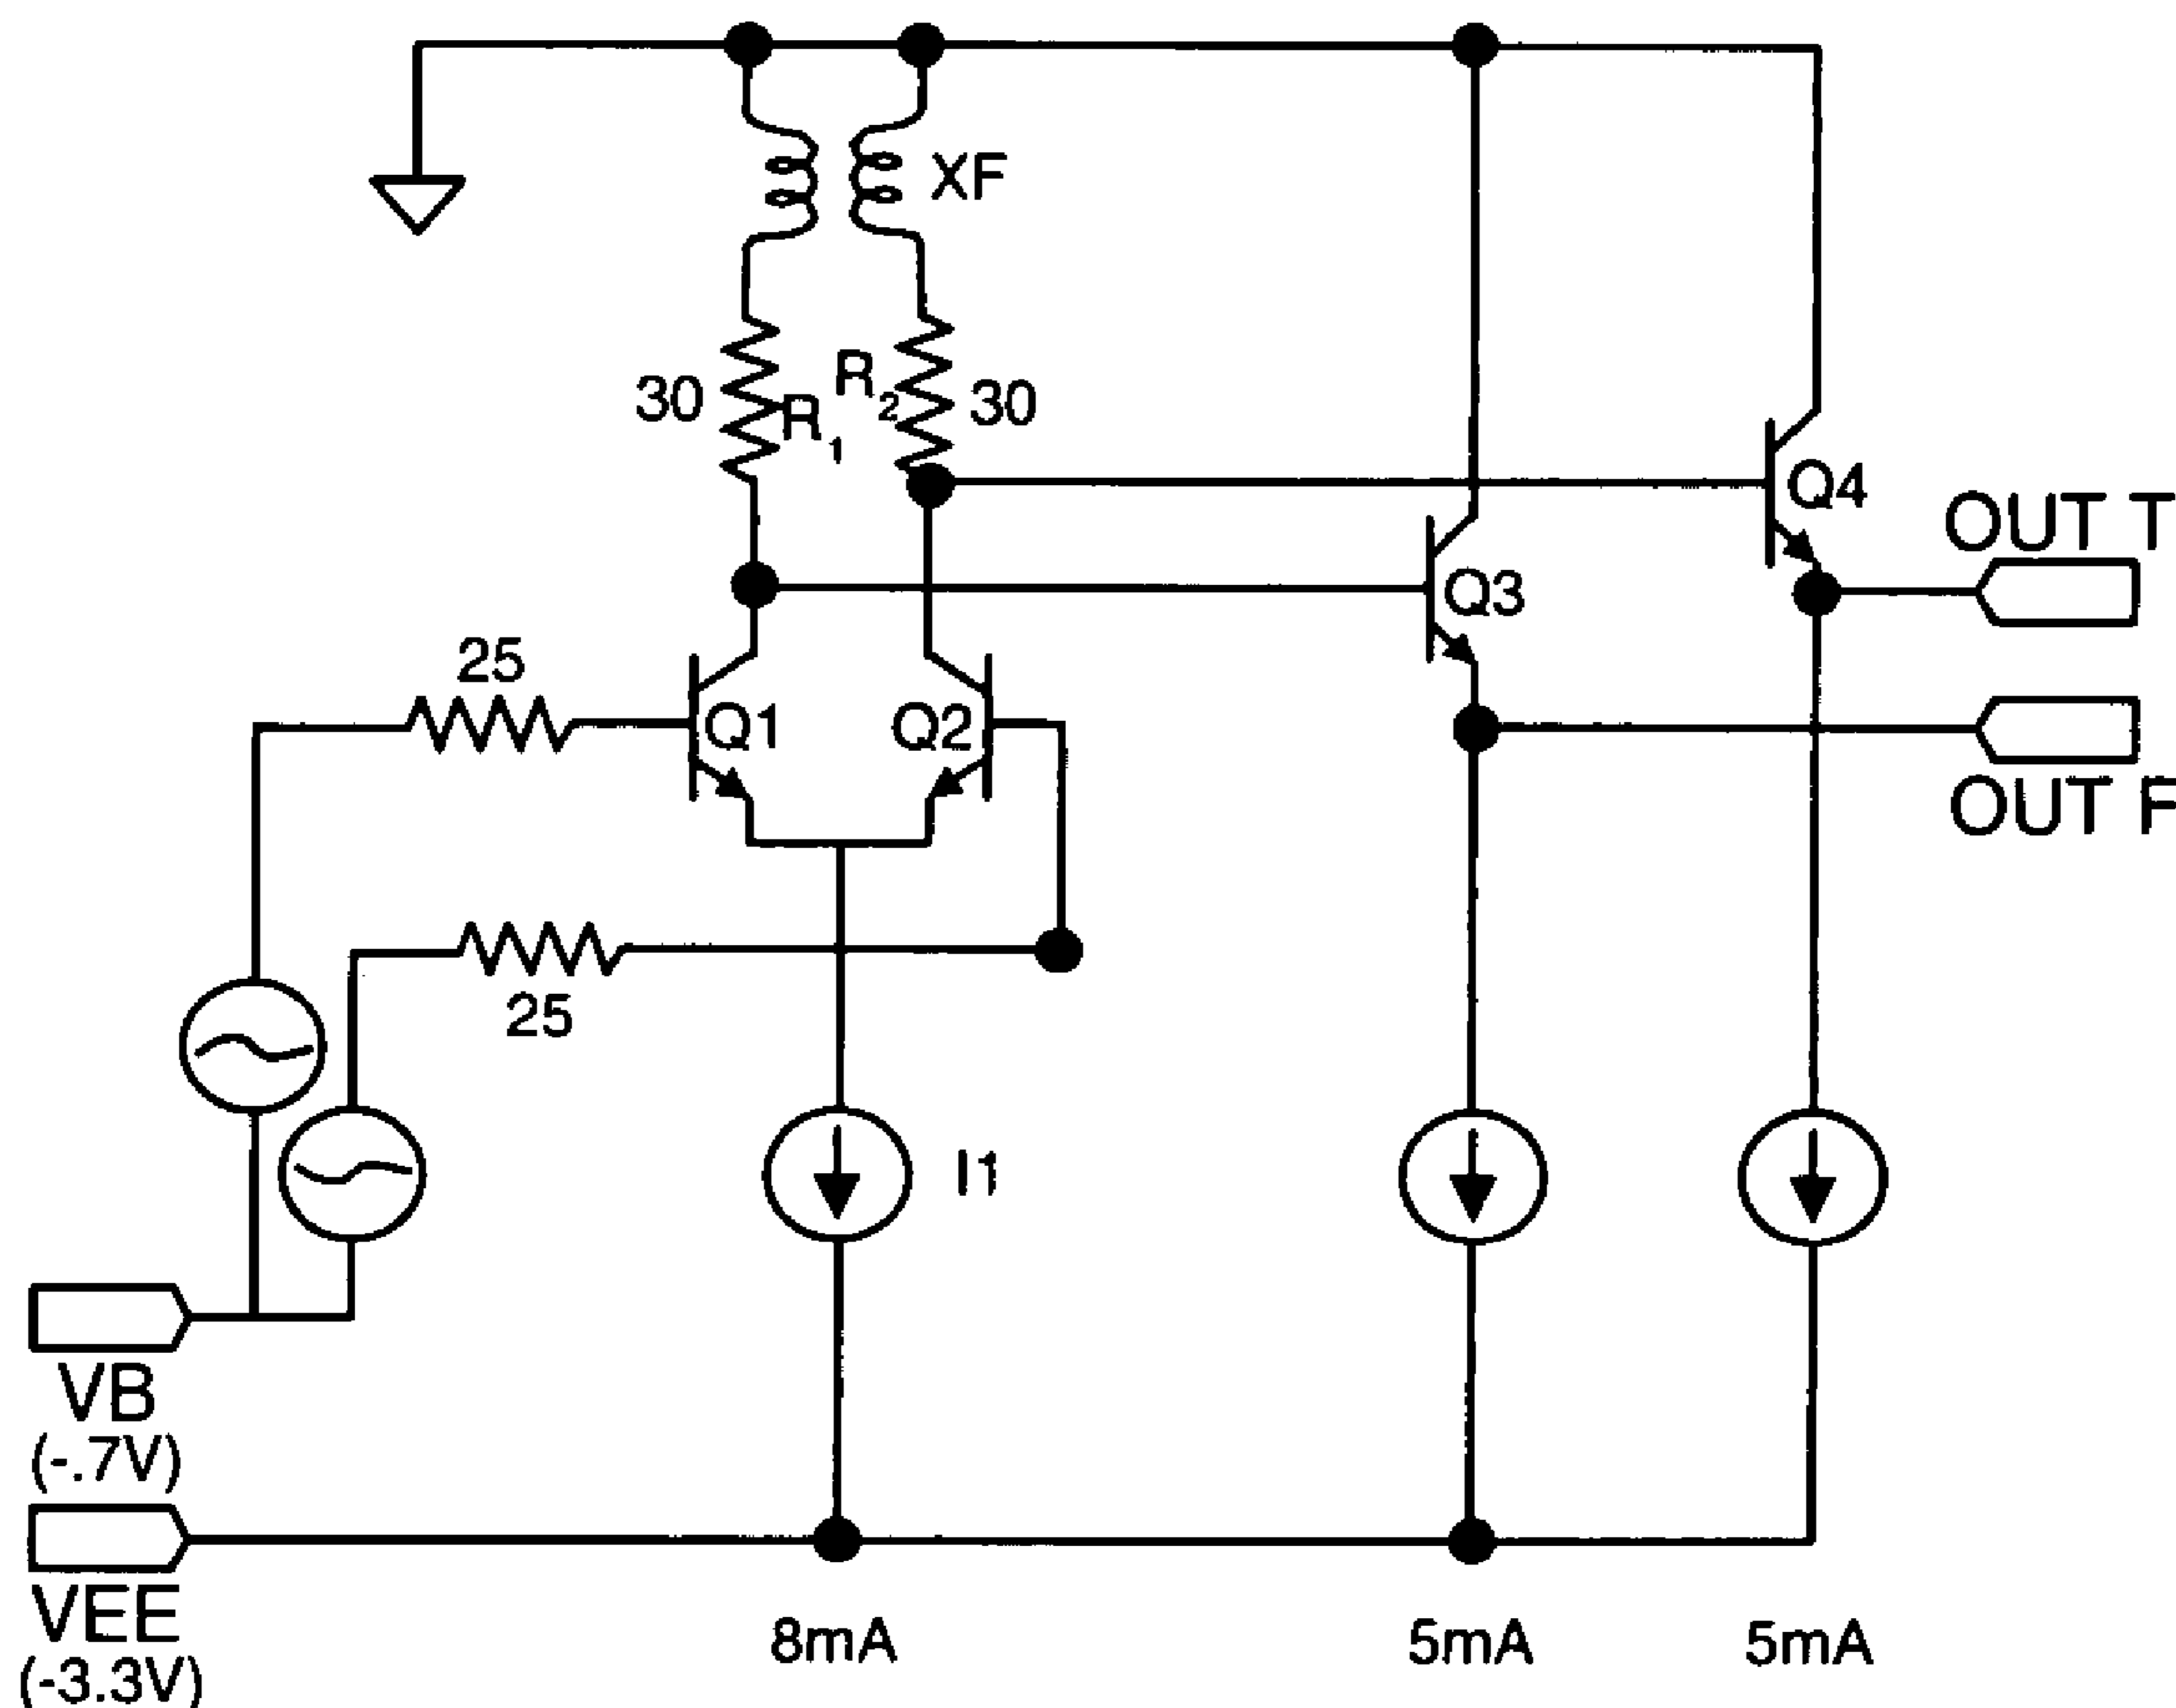 XF
30
R1
R2
30
Q4
OUT T
Q3
25
Q1
Q2
OUT F
25
I1
VB
(-.7V)
VEE
(-3.3V)
8mA
5mA
5mA